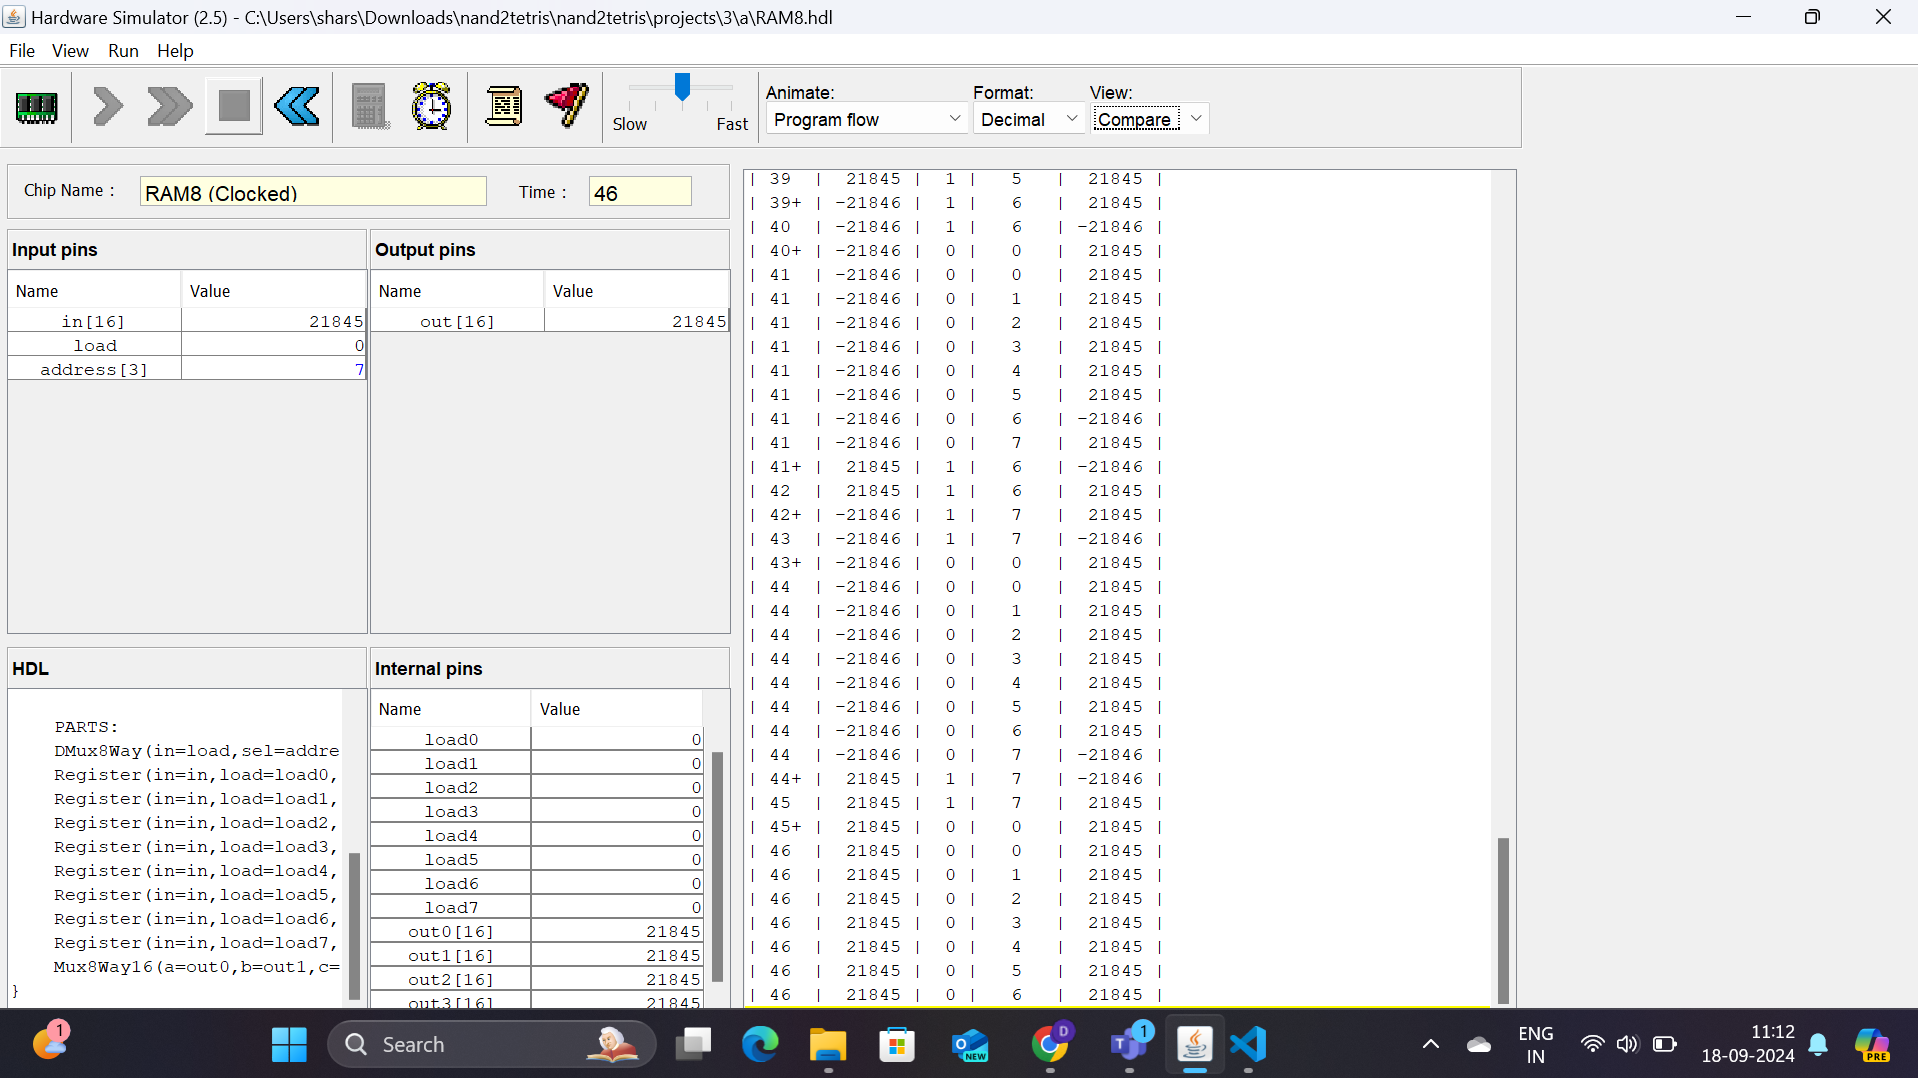 Hardware Simulator (2.5) - C:\Users\shars\Downloads\nand2tetris\nand2tetris\projects\3\a\RAM8.hdl
File View Run Help
Slow Fast
Animate:
Program flow
Format:
Decimal
View:
Compare
Chip Name :
RAM8 (Clocked)
Time :
46
Input pins
Name Value
in[16] 21845
load 0
address[3] 7
Output pins
Name Value
out[16] 21845
HDL
PARTS:
DMux8Way(in=load,sel=addre
Register(in=in,load=load0,
Register(in=in,load=load1,
Register(in=in,load=load2,
Register(in=in,load=load3,
Register(in=in,load=load4,
Register(in=in,load=load5,
Register(in=in,load=load6,
Register(in=in,load=load7,
Mux8Way16(a=out0,b=out1,c=
}
Internal pins
Name Value
load0 0
load1 0
load2 0
load3 0
load4 0
load5 0
load6 0
load7 0
out0[16] 21845
out1[16] 21845
out2[16] 21845
out3[16] 21845
| 39 | 21845 | 1 | 5 | 21845 |
| 39+ | -21846 | 1 | 6 | 21845 |
| 40 | -21846 | 1 | 6 | -21846 |
| 40+ | -21846 | 0 | 0 | 21845 |
| 41 | -21846 | 0 | 0 | 21845 |
| 41 | -21846 | 0 | 1 | 21845 |
| 41 | -21846 | 0 | 2 | 21845 |
| 41 | -21846 | 0 | 3 | 21845 |
| 41 | -21846 | 0 | 4 | 21845 |
| 41 | -21846 | 0 | 5 | 21845 |
| 41 | -21846 | 0 | 6 | -21846 |
| 41 | -21846 | 0 | 7 | 21845 |
| 41+ | 21845 | 1 | 6 | -21846 |
| 42 | 21845 | 1 | 6 | 21845 |
| 42+ | -21846 | 1 | 7 | 21845 |
| 43 | -21846 | 1 | 7 | -21846 |
| 43+ | -21846 | 0 | 0 | 21845 |
| 44 | -21846 | 0 | 0 | 21845 |
| 44 | -21846 | 0 | 1 | 21845 |
| 44 | -21846 | 0 | 2 | 21845 |
| 44 | -21846 | 0 | 3 | 21845 |
| 44 | -21846 | 0 | 4 | 21845 |
| 44 | -21846 | 0 | 5 | 21845 |
| 44 | -21846 | 0 | 6 | 21845 |
| 44 | -21846 | 0 | 7 | -21846 |
| 44+ | 21845 | 1 | 7 | -21846 |
| 45 | 21845 | 1 | 7 | 21845 |
| 45+ | 21845 | 0 | 0 | 21845 |
| 46 | 21845 | 0 | 0 | 21845 |
| 46 | 21845 | 0 | 1 | 21845 |
| 46 | 21845 | 0 | 2 | 21845 |
| 46 | 21845 | 0 | 3 | 21845 |
| 46 | 21845 | 0 | 4 | 21845 |
| 46 | 21845 | 0 | 5 | 21845 |
| 46 | 21845 | 0 | 6 | 21845 |
1
Search
NEW
D
1
ENG
IN
11:12
18-09-2024
PRE